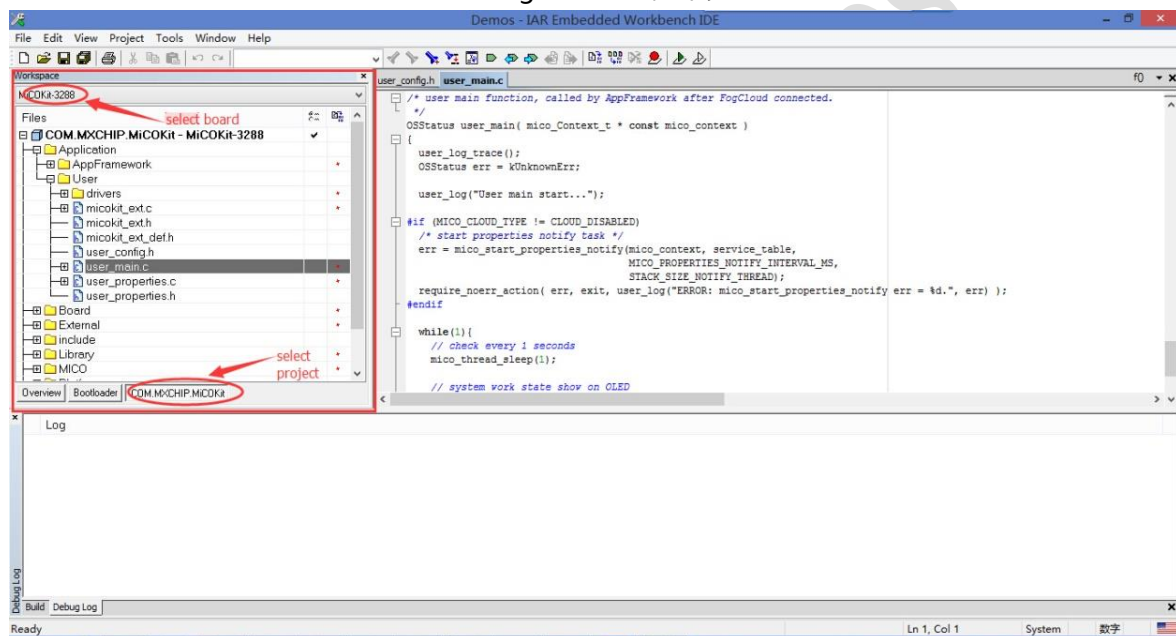 Demos - IAR Embedded Workbench IDE
File Edit View Project Tools Window Help
Workspace
MiCOKit-3288
select board
Files
COM.MXCHIP.MiCOKit - MiCOKit-3288
Application
AppFramework
User
drivers
micokit_ext.c
micokit_ext.h
micokit_ext_def.h
user_config.h
user_main.c
user_properties.c
user_properties.h
Board
External
include
Library
MICO
select
project
Overview Bootloader COM.MXCHIP.MiCOKit
user_config.h user_main.c
f()
/* user main function, called by AppFramework after FogCloud connected.
*/
OSStatus user_main( mico_Context_t * const mico_context )
{
user_log_trace();
OSStatus err = kUnknownErr;
user_log("User main start...");
#if (MICO_CLOUD_TYPE != CLOUD_DISABLED)
/* start properties notify task */
err = mico_start_properties_notify(mico_context, service_table,
MICO_PROPERTIES_NOTIFY_INTERVAL_MS,
STACK_SIZE_NOTIFY_THREAD);
require_noerr_action( err, exit, user_log("ERROR: mico_start_properties_notify err = %d.", err) );
#endif
while(1){
// check every 1 seconds
mico_thread_sleep(1);
// system work state show on OLED
Log
Debug Log
Build Debug Log
Ready
Ln 1, Col 1 System 数字